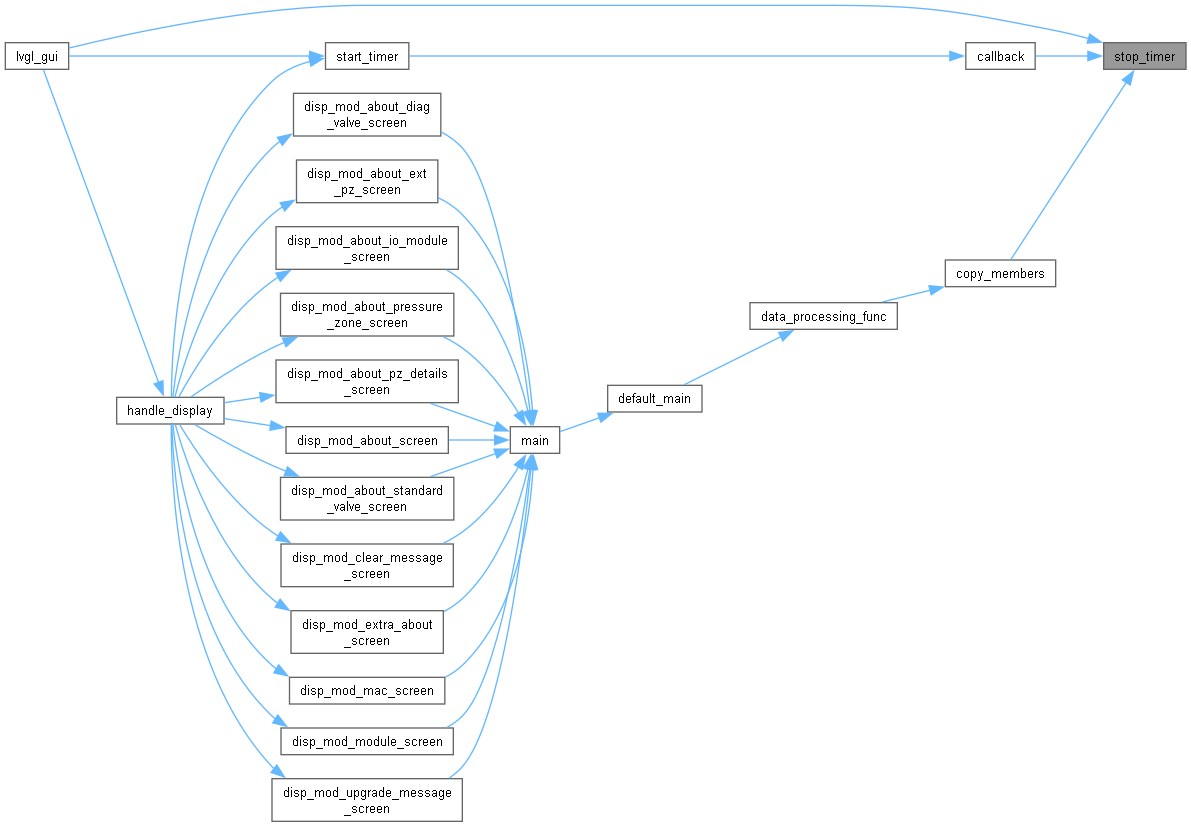 lvgl_gui
start_timer
callback
stop_timer
disp_mod_about_diag
_valve_screen
disp_mod_about_ext
_pz_screen
disp_mod_about_io_module
_screen
copy_members
disp_mod_about_pressure
_zone_screen
data_processing_func
disp_mod_about_pz_details
_screen
default_main
handle_display
disp_mod_about_screen
main
disp_mod_about_standard
_valve_screen
disp_mod_clear_message
_screen
disp_mod_extra_about
_screen
disp_mod_mac_screen
disp_mod_module_screen
disp_mod_upgrade_message
_screen